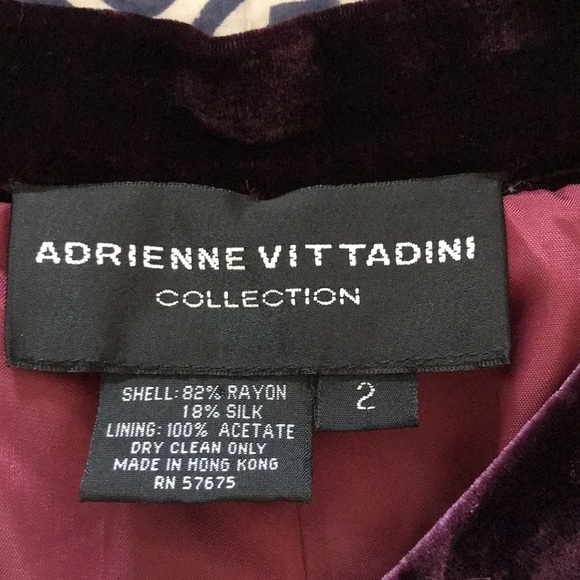 ADRIENNE VITTADINI
COLLECTION
SHELL: 82% RAYON
18% SILK
LINING: 100% ACETATE
DRY CLEAN ONLY
MADE IN HONG KONG
RN 57675
2